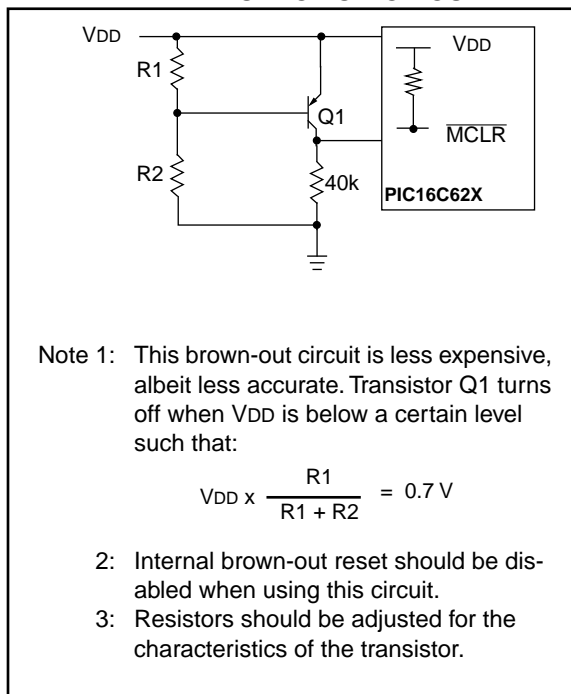 VDD
VDD
R1
Q1
MCLR
R2
40k
PIC16C62X
Note 1: This brown-out circuit is less expensive,
albeit less accurate. Transistor Q1 turns
off when VDD is below a certain level
such that:
VDD x R1 / R1 + R2 = 0.7 V
2: Internal brown-out reset should be dis-
abled when using this circuit.
3: Resistors should be adjusted for the
characteristics of the transistor.